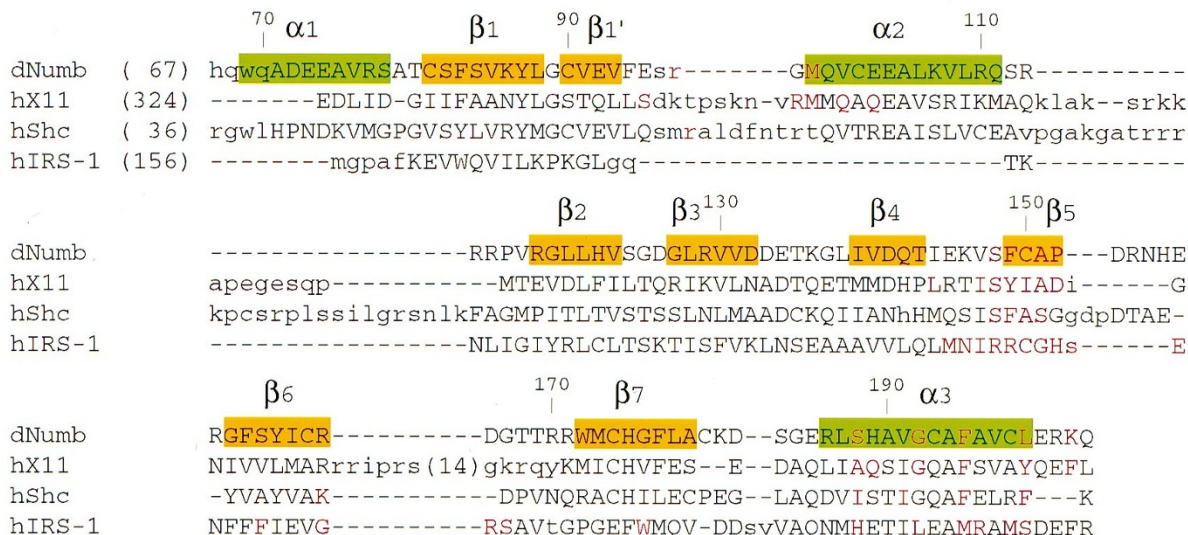 70 α1 β1 90 β1' α2 110
dNumb ( 67) hqwqADEEAVRSATCSFSVKYLGCVEVFEsr-------GMQVCEEALKVLRQSR----------
hX11 (324) -------EDLID-GIIFAANYLGSTQLLSdktpskn-vRMMQAQEAVSRIKMAQklak--srkk
hShc ( 36) rgwlHPNDKVMGPGVSYLVRYMGCVEVLQsmraldfntrtQVTREAISLVCEAvpgakgatrrr
hIRS-1 (156) --------mgpafKEVWQVILKPKGLgq------------------------TK----------
β2 β3 130 β4 150 β5
dNumb -----------------RRPVRGLLHVSGDGLRVVDDETKGLIVDQTIEKVSFCAP---DRNHE
hX11 apegesqp---------MTEVDLFILTQRIKVLNADTQETMMDHPLRTISYIADi------G
hShc kpcsrplssilgrsnlkFAGMPITLTVSTSSLNLMAADCKQIIANhHMQSISFASGgdpDTAE-
hIRS-1 -----------------NLIGIYRLCLTSKTISFVKLNSEAAAVVLQLMNIRRCGHs------E
β6 170 β7 190 α3
dNumb RGFSYICR----------DGTTRRWMCHGFLACKD--SGERLSHAVGCAFAVCLERKQ
hX11 NIVVLMARrriprs(14)gkrqyKMICHVFES--E--DAQLIAQSIGQAFSVAYQEFL
hShc -YVAYVAK----------DPVNQRACHILECPEG--LAQDVISTIGQAFELRF---K
hIRS-1 NFFFIEVG----------RSAVtGPGEFWMOV-DDsvVAONMHETILEAMRAMSDEFR